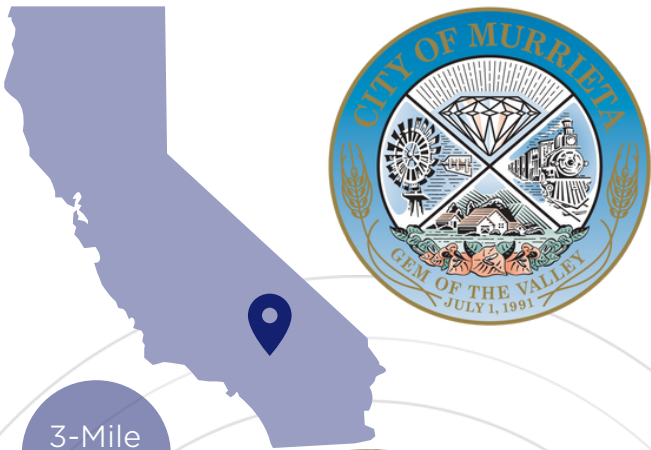 CITY OF MURRIETA
GEM OF THE VALLEY
JULY 1, 1991
3-Mile